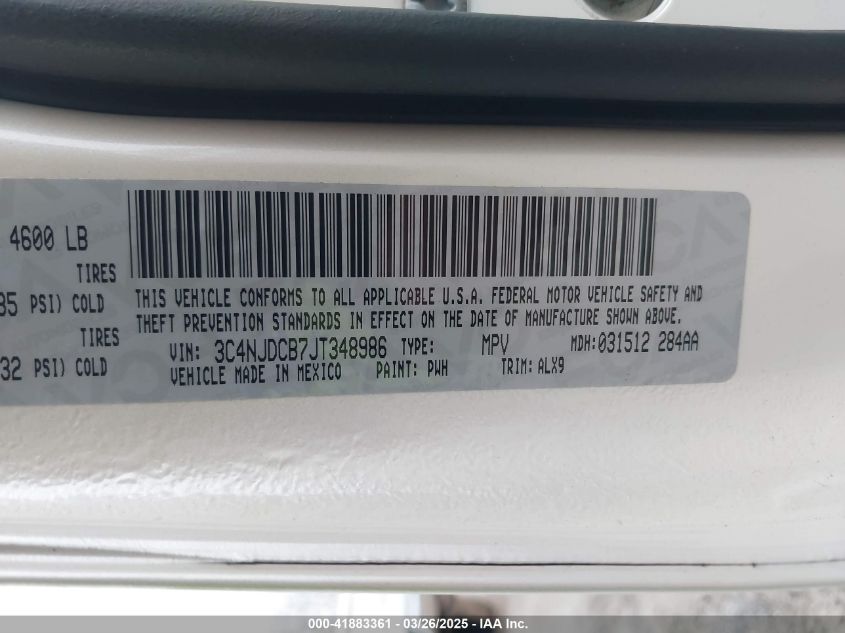 4600 LB
TIRES
35 PSI) COLD
TIRES
32 PSI) COLD
THIS VEHICLE CONFORMS TO ALL APPLICABLE U.S.A. FEDERAL MOTOR VEHICLE SAFETY AND
THEFT PREVENTION STANDARDS IN EFFECT ON THE DATE OF MANUFACTURE SHOWN ABOVE.
VIN: 3C4NJDCB7JT348986 TYPE: MPV MDH:031512 284AA
VEHICLE MADE IN MEXICO PAINT: PWH TRIM: ALX9
000-41883361 - 03/26/2025 - IAA Inc.